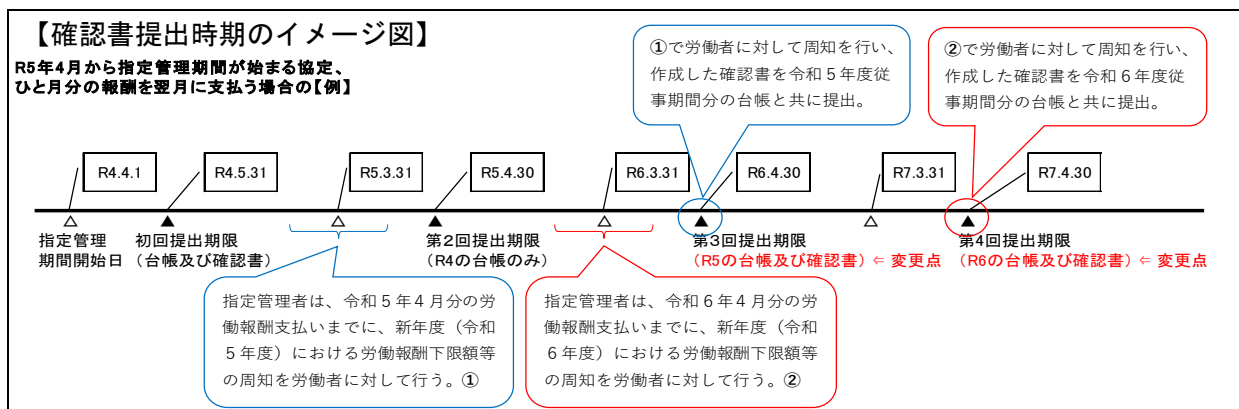 【確認書提出時期のイメージ図】
R5年4月から指定管理期間が始まる協定、
ひと月分の報酬を翌月に支払う場合の【例】
①で労働者に対して周知を行い、
作成した確認書を令和５年度従
事期間分の台帳と共に提出。
②で労働者に対して周知を行い、
作成した確認書を令和６年度従
事期間分の台帳と共に提出。
R4.4.1
R4.5.31
R5.3.31
R5.4.30
R6.3.31
R6.4.30
R7.3.31
R7.4.30
△
▲
△
▲
△
▲
△
▲
指定管理
期間開始日
初回提出期限
（台帳及び確認書）
第２回提出期限
（R4の台帳のみ）
第３回提出期限
（R5の台帳及び確認書）⇐ 変更点
第４回提出期限
（R6の台帳及び確認書）⇐ 変更点
指定管理者は、令和５年４月分の労
働報酬支払いまでに、新年度（令和
５年度）における労働報酬下限額等
の周知を労働者に対して行う。①
指定管理者は、令和６年４月分の労
働報酬支払いまでに、新年度（令和
６年度）における労働報酬下限額等
の周知を労働者に対して行う。②